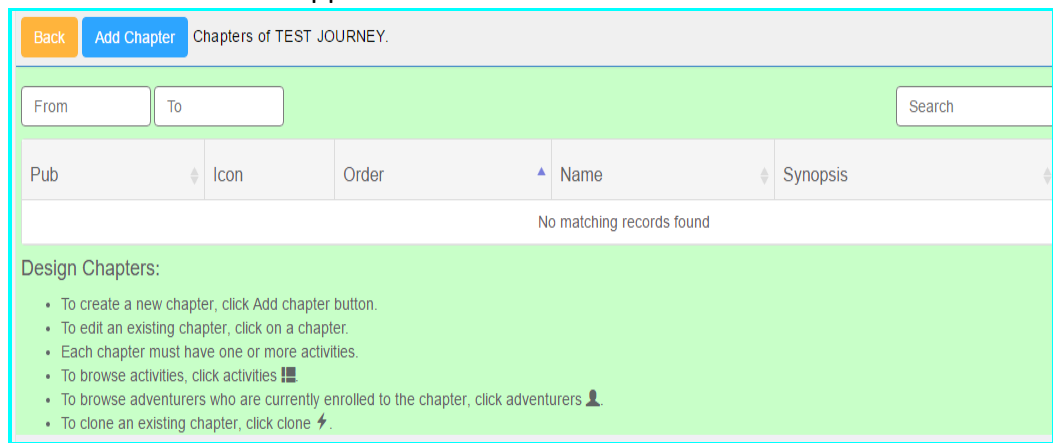 Back Add Chapter Chapters of TEST JOURNEY.
From To Search
Pub Icon Order Name Synopsis
No matching records found
Design Chapters:
• To create a new chapter, click Add chapter button.
• To edit an existing chapter, click on a chapter.
• Each chapter must have one or more activities.
• To browse activities, click activities .
• To browse adventurers who are currently enrolled to the chapter, click adventurers .
• To clone an existing chapter, click clone .